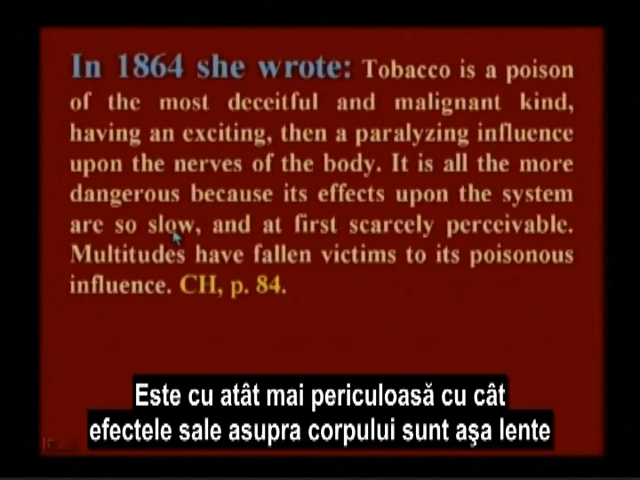 In 1864 she wrote: Tobacco is a poison
of the most deceitful and malignant kind,
having an exciting, then a paralyzing influence
upon the nerves of the body. It is all the more
dangerous because its effects upon the system
are so slow, and at first scarcely perceivable.
Multitudes have fallen victims to its poisonous
influence. CH, p. 84.
Este cu atât mai periculoasă cu cât
efectele sale asupra corpului sunt aşa lente